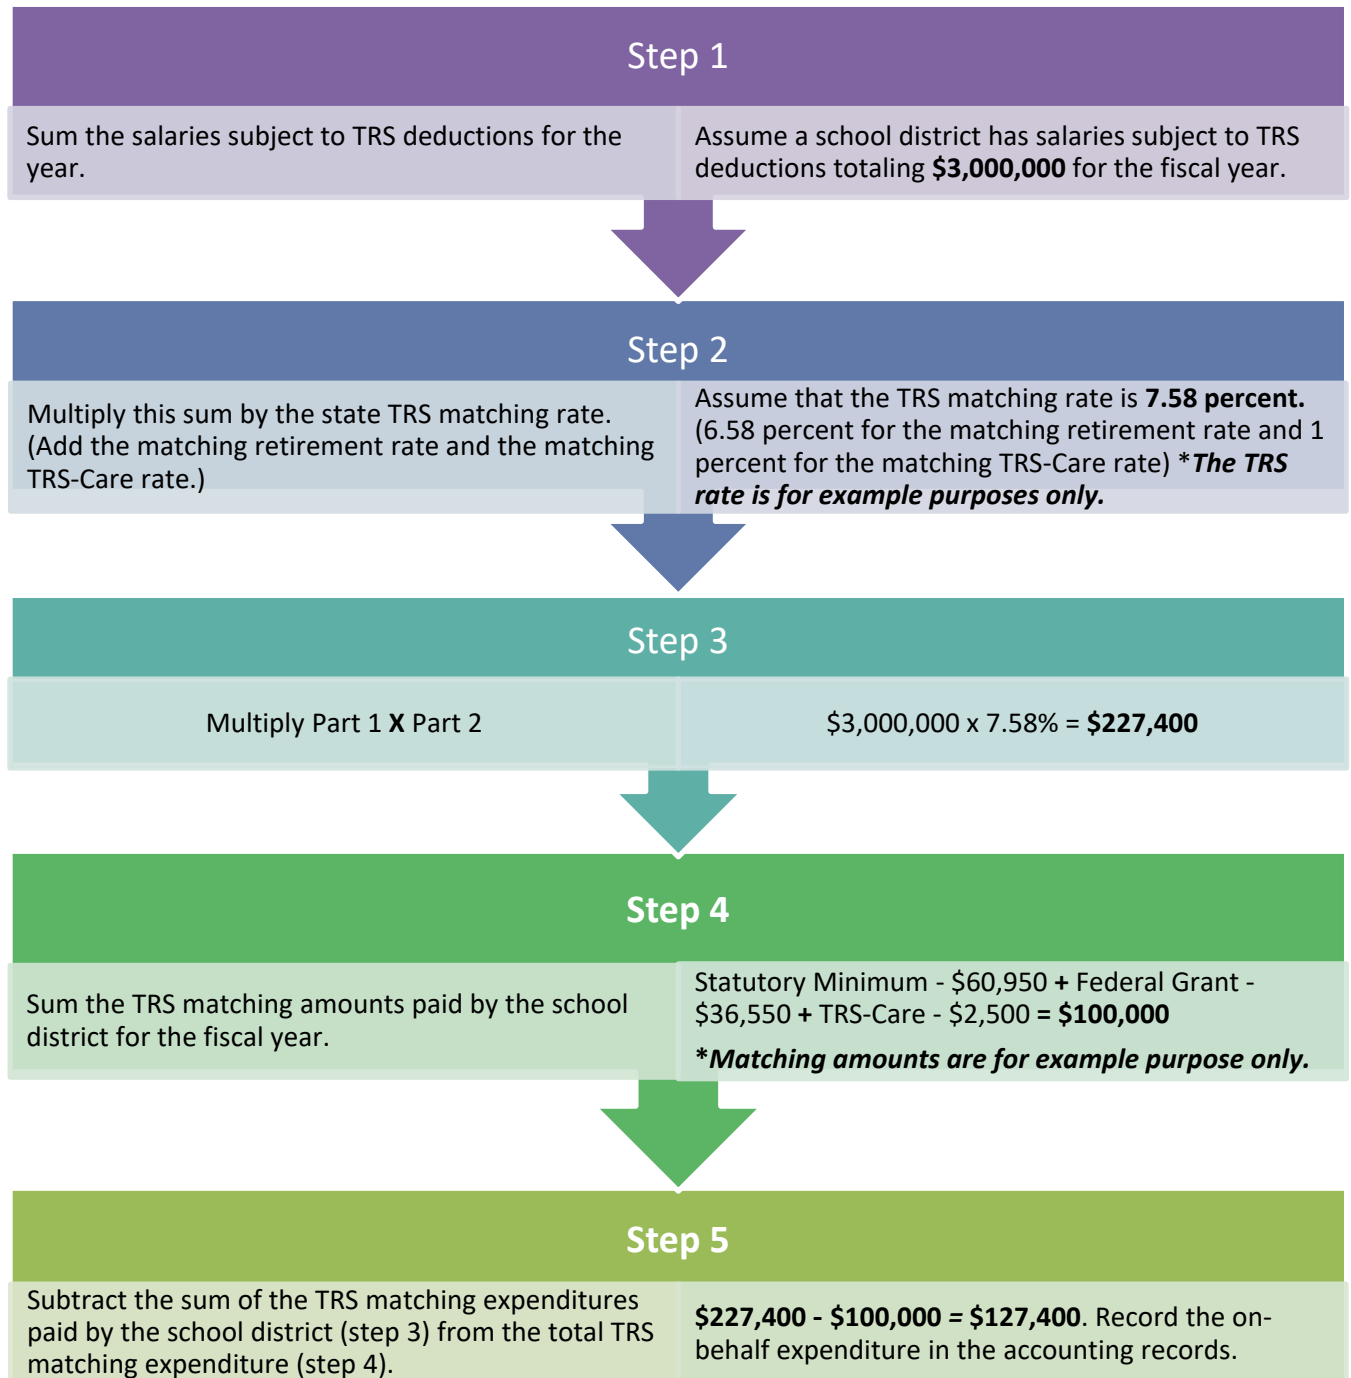 Step 1
Sum the salaries subject to TRS deductions for the
year.
Assume a school district has salaries subject to TRS
deductions totaling $3,000,000 for the fiscal year.
Step 2
Multiply this sum by the state TRS matching rate.
(Add the matching retirement rate and the matching
TRS-Care rate.)
Assume that the TRS matching rate is 7.58 percent.
(6.58 percent for the matching retirement rate and 1
percent for the matching TRS-Care rate) *The TRS
rate is for example purposes only.
Step 3
Multiply Part 1 X Part 2
$3,000,000 x 7.58% = $227,400
Step 4
Sum the TRS matching amounts paid by the school
district for the fiscal year.
Statutory Minimum - $60,950 + Federal Grant -
$36,550 + TRS-Care - $2,500 = $100,000
*Matching amounts are for example purpose only.
Step 5
Subtract the sum of the TRS matching expenditures
paid by the school district (step 3) from the total TRS
matching expenditure (step 4).
$227,400 - $100,000 = $127,400. Record the on-
behalf expenditure in the accounting records.